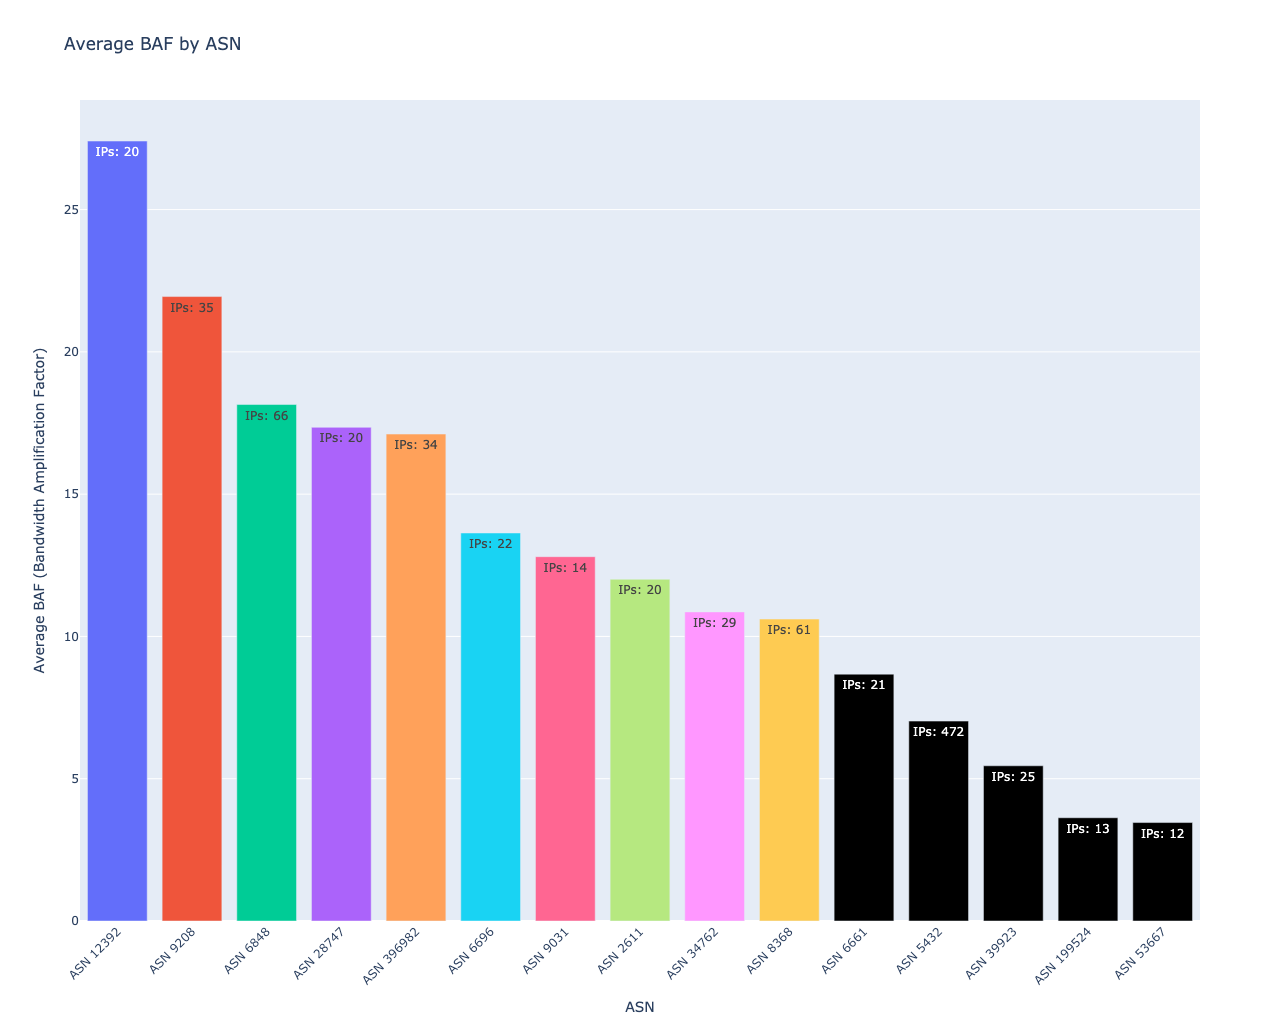 Average BAF by ASN
Average BAF (Bandwidth Amplification Factor)
25
20
15
10
5
0
IPs: 20
IPs: 35
IPs: 66
IPs: 20
IPs: 34
IPs: 22
IPs: 14
IPs: 20
IPs: 29
IPs: 61
IPs: 21
IPs: 472
IPs: 25
IPs: 13
IPs: 12
ASN 12392
ASN 9208
ASN 6848
ASN 28747
ASN 396982
ASN 6696
ASN 9031
ASN 2611
ASN 34762
ASN 8368
ASN 6661
ASN 5432
ASN 39923
ASN 199524
ASN 53667
ASN